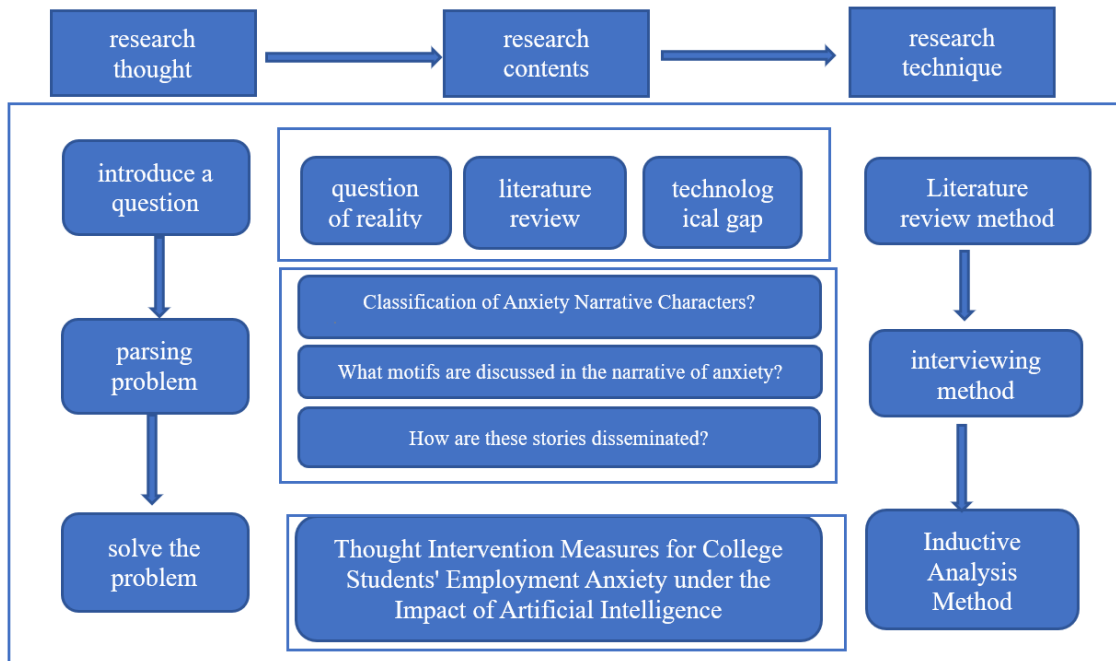 research
thought
research
contents
research
technique
introduce a
question
question
of reality
literature
review
technolog
ical gap
Literature
review method
Classification of Anxiety Narrative Characters?
parsing
problem
What motifs are discussed in the narrative of anxiety?
interviewing
method
How are these stories disseminated?
solve the
problem
Thought Intervention Measures for College
Students' Employment Anxiety under the
Impact of Artificial Intelligence
Inductive
Analysis
Method